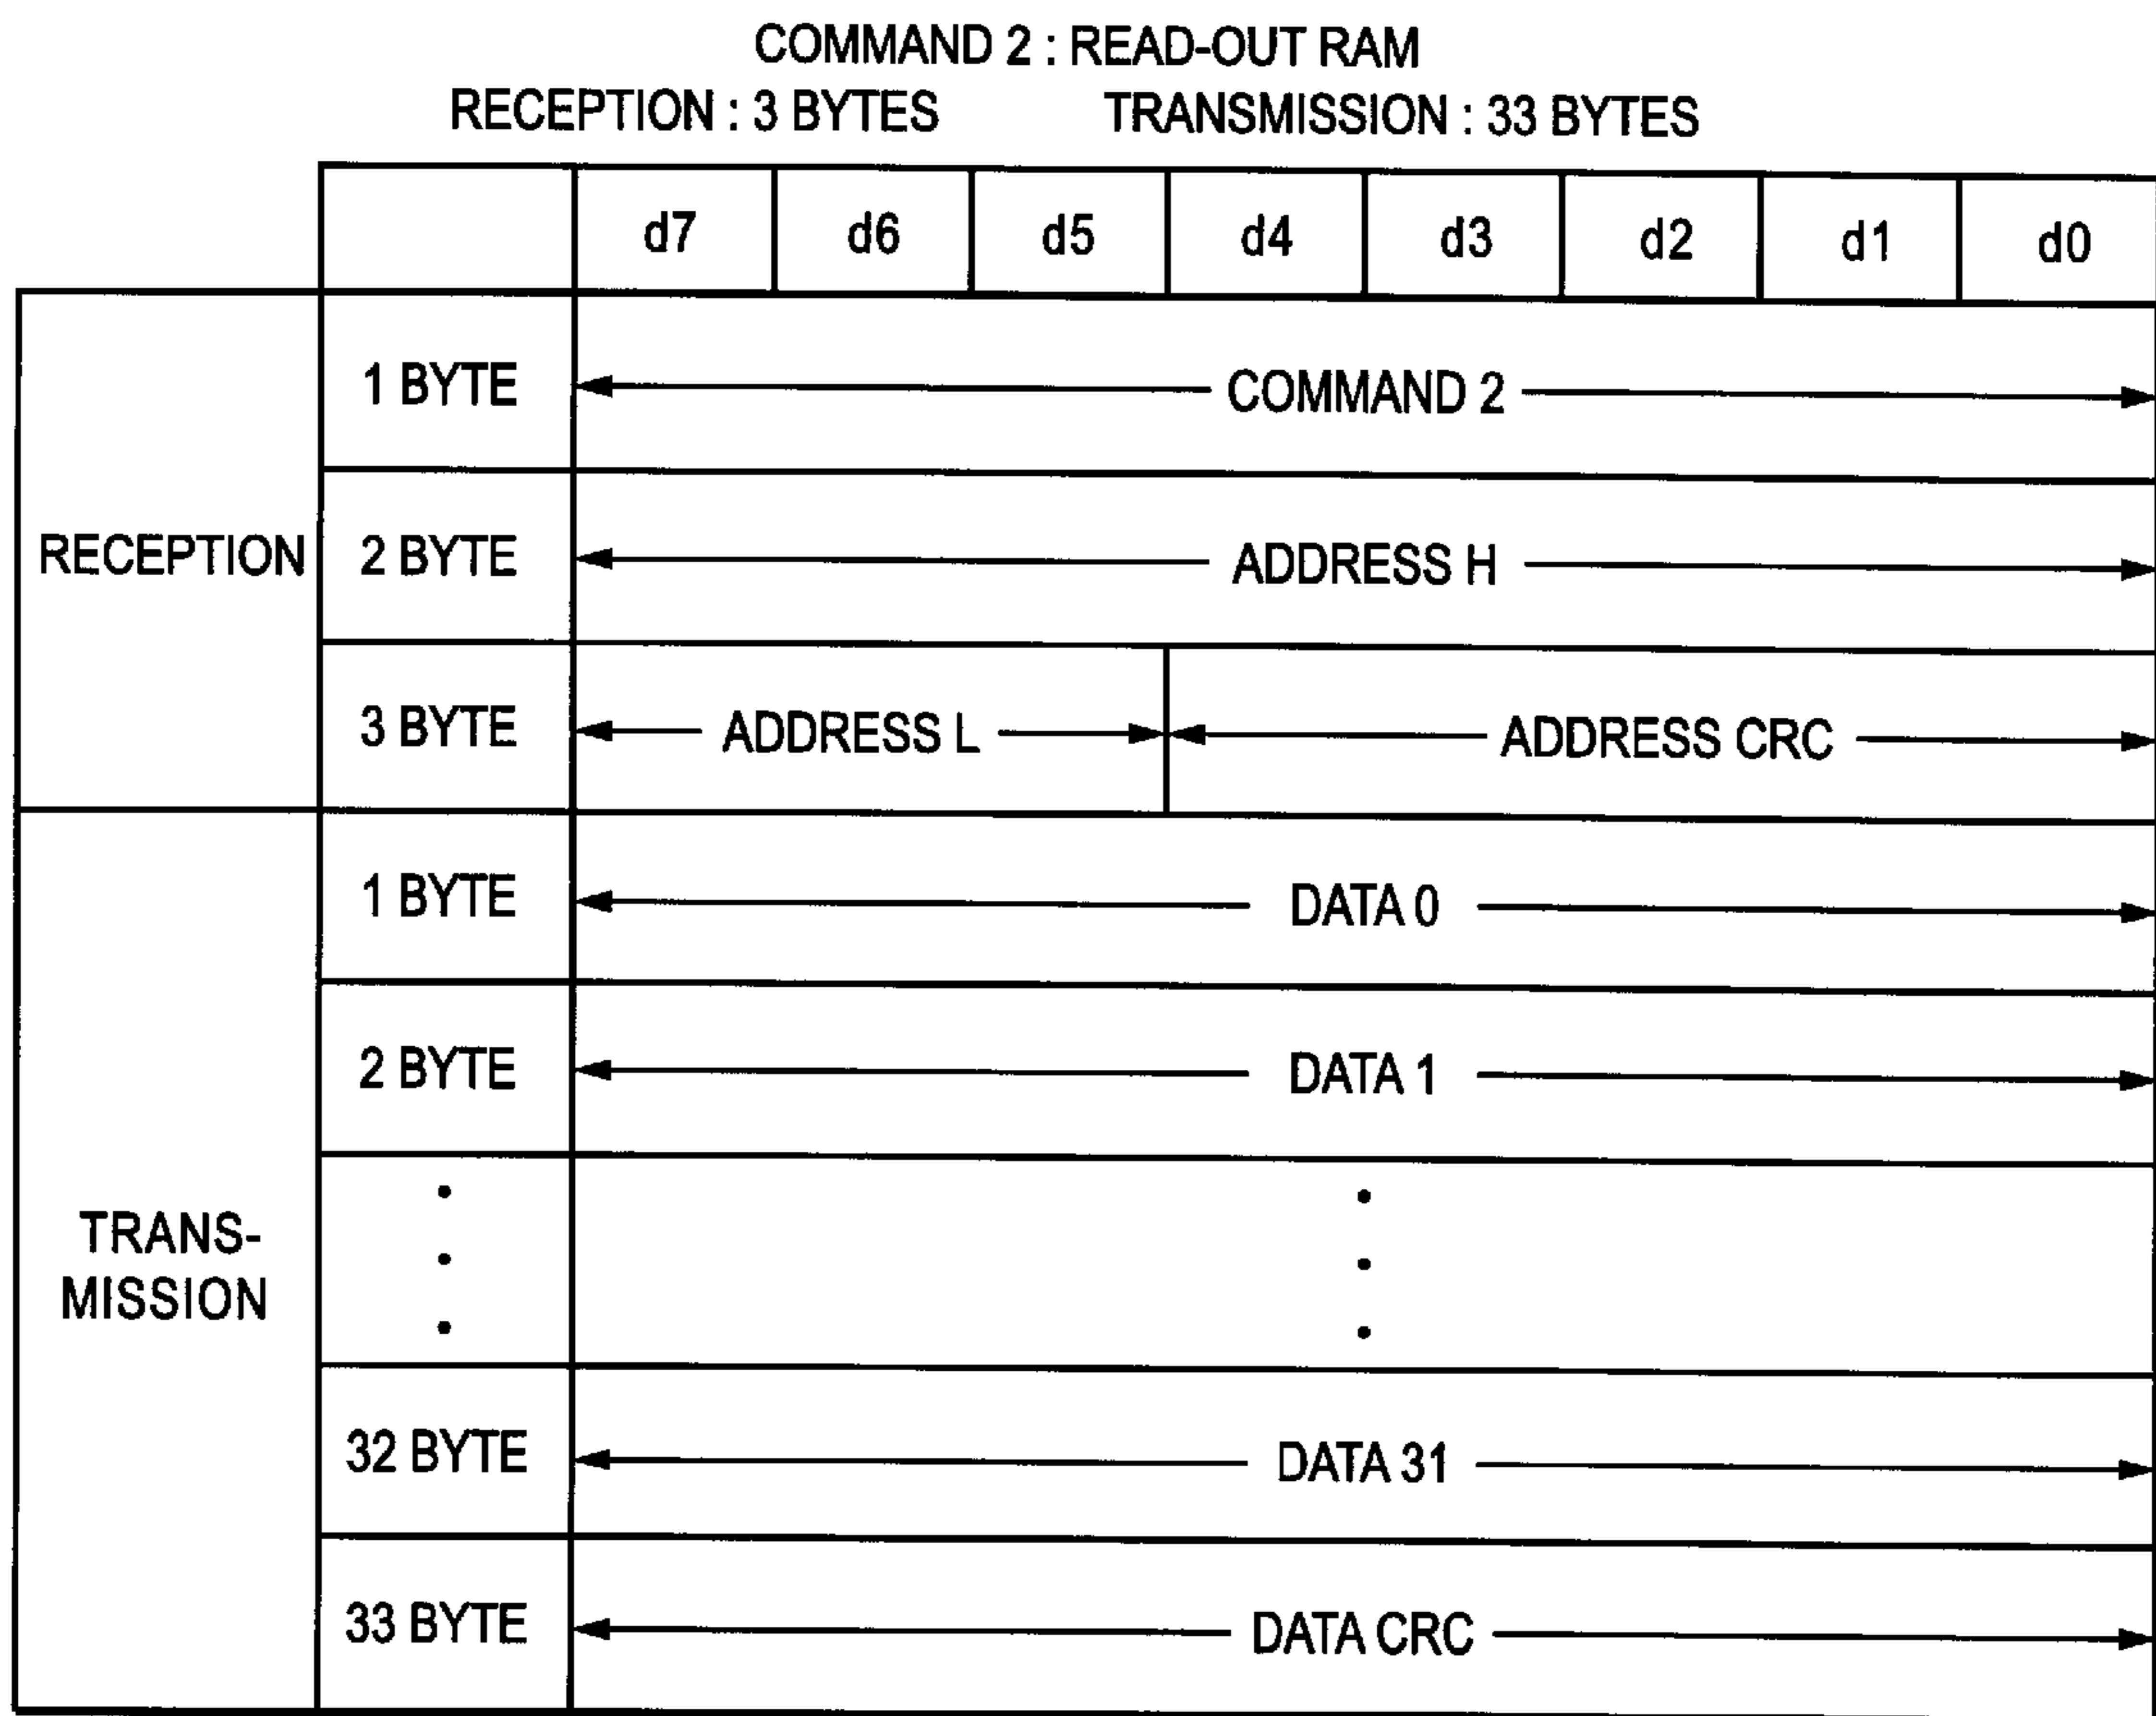 COMMAND 2 : READ-OUT RAM
RECEPTION : 3 BYTES TRANSMISSION : 33 BYTES
d7 d6 d5 d4 d3 d2 d1 d0
RECEPTION
1 BYTE COMMAND 2
2 BYTE ADDRESS H
3 BYTE ADDRESS L ADDRESS CRC
TRANS-
MISSION
1 BYTE DATA 0
2 BYTE DATA 1
32 BYTE DATA 31
33 BYTE DATA CRC